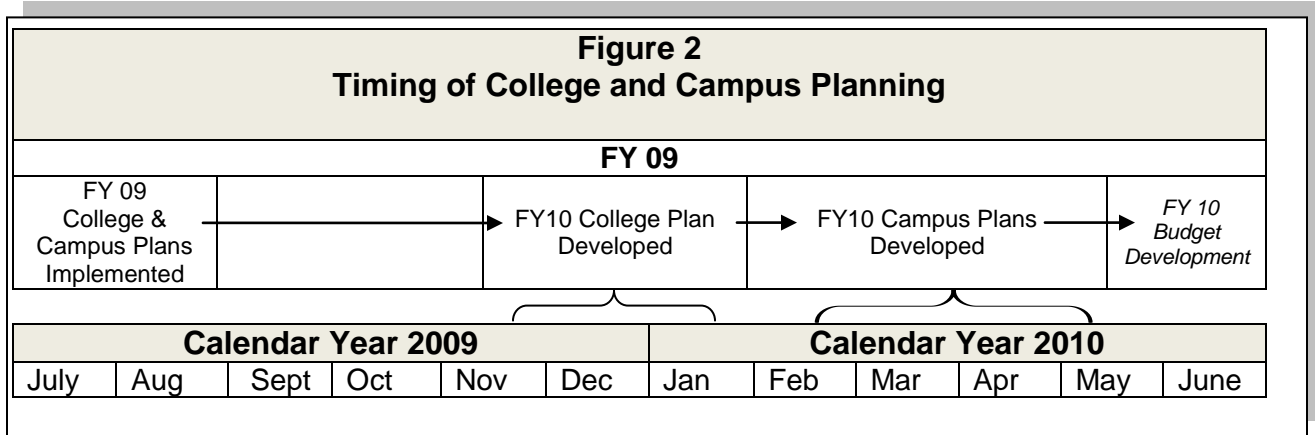 Figure 2
Timing of College and Campus Planning
FY 09
FY 09
College &
Campus Plans
Implemented
FY10 College Plan
Developed
FY10 Campus Plans
Developed
FY 10
Budget
Development
Calendar Year 2009
Calendar Year 2010
July Aug Sept Oct Nov Dec Jan Feb Mar Apr May June